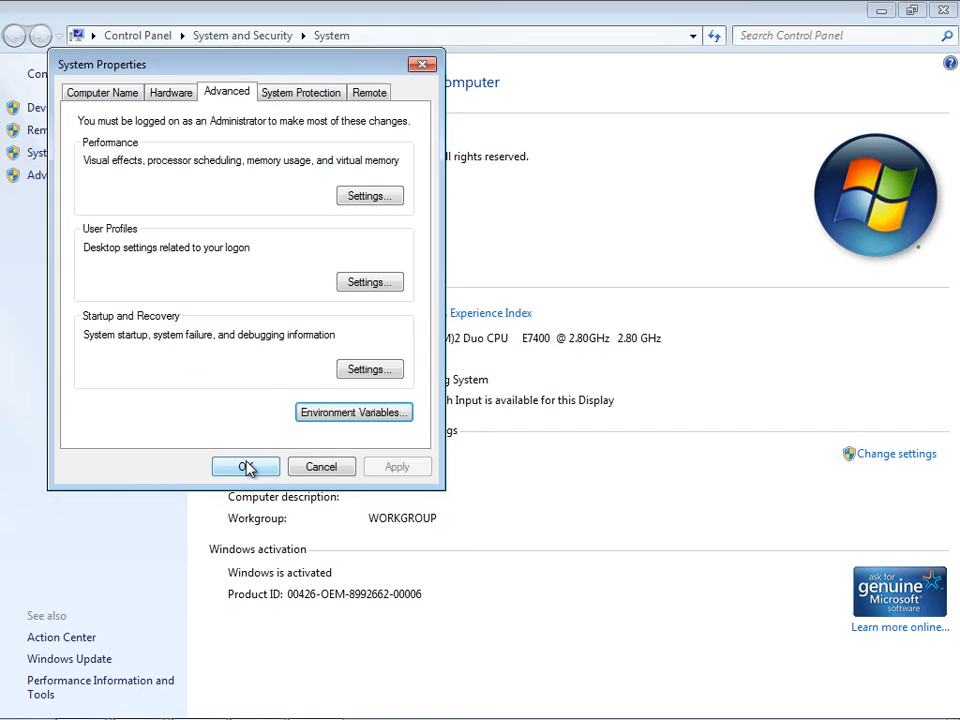 Control Panel System and Security System
Search Control Panel
System Properties
Computer Name Hardware Advanced System Protection Remote
You must be logged on as an Administrator to make most of these changes.
Performance
Visual effects, processor scheduling, memory usage, and virtual memory
Settings...
User Profiles
Desktop settings related to your logon
Settings...
Startup and Recovery
System startup, system failure, and debugging information
Settings...
Environment Variables...
Cancel Apply
omputer
ll rights reserved.
Experience Index
M)2 Duo CPU E7400 @ 2.80GHz 2.80 GHz
g System
h Input is available for this Display
gs
Change settings
Computer description:
Workgroup: WORKGROUP
Windows activation
Windows is activated
Product ID: 00426-OEM-8992662-00006
ask for
genuine
Microsoft
software
Learn more online...
Con
Dev
Rem
Syst
Adv
See also
Action Center
Windows Update
Performance Information and
Tools